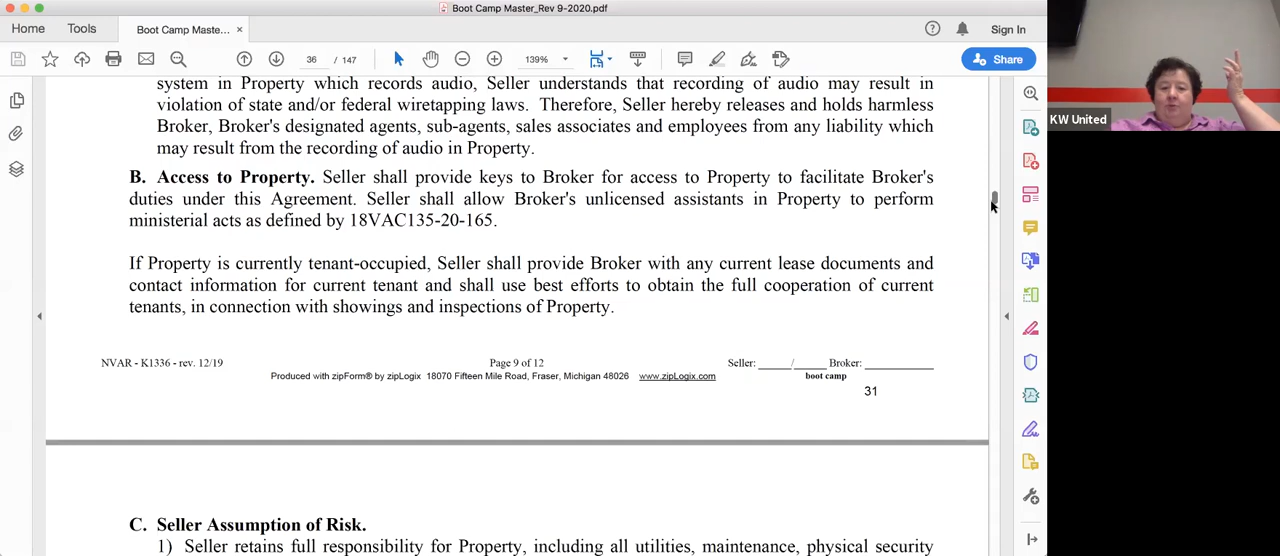 Boot Camp Master_Rev 9-2020.pdf
Home Tools Boot Camp Maste... × Sign In
36 / 147 139% Share
KW United
system in Property which records audio, Seller understands that recording of audio may result in
violation of state and/or federal wiretapping laws. Therefore, Seller hereby releases and holds harmless
Broker, Broker's designated agents, sub-agents, sales associates and employees from any liability which
may result from the recording of audio in Property.
B. Access to Property. Seller shall provide keys to Broker for access to Property to facilitate Broker's
duties under this Agreement. Seller shall allow Broker's unlicensed assistants in Property to perform
ministerial acts as defined by 18VAC135-20-165.
If Property is currently tenant-occupied, Seller shall provide Broker with any current lease documents and
contact information for current tenant and shall use best efforts to obtain the full cooperation of current
tenants, in connection with showings and inspections of Property.
NVAR - K1336 - rev. 12/19 Page 9 of 12 Seller: _____/_____ Broker: __________
Produced with zipForm® by zipLogix 18070 Fifteen Mile Road, Fraser, Michigan 48026 www.zipLogix.com boot camp
31
C. Seller Assumption of Risk.
1) Seller retains full responsibility for Property, including all utilities, maintenance, physical security